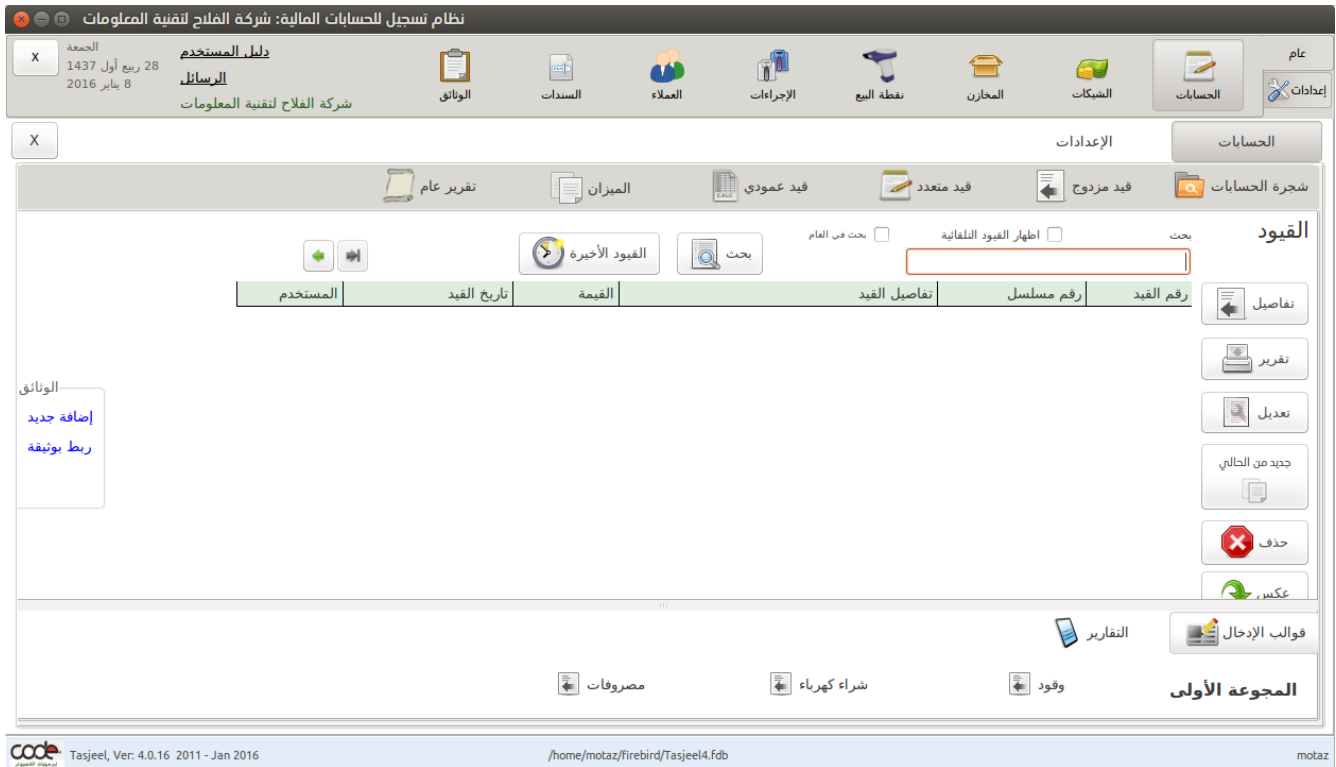 نظام تسجيل للحسابات المالية: شركة الفلاح لتقنية المعلومات
عام
إعدادات
الحسابات
الشيكات
المخازن
نقطة البيع
الإجراءات
العملاء
السندات
الوثائق
دليل المستخدم
الرسائل
شركة الفلاح لتقنية المعلومات
الجمعة
28 ربيع أول 1437
8 يناير 2016
X
الحسابات
الإعدادات
X
شجرة الحسابات
قيد مزدوج
قيد متعدد
قيد عمودي
CALC
الميزان
تقرير عام
القيود
بحث
اظهار القيود التلقائية
بحث في العام
بحث
القيود الأخيرة
رقم القيد
رقم مسلسل
تفاصيل القيد
القيمة
تاريخ القيد
المستخدم
تفاصيل
تقرير
تعديل
جديد من الحالي
حذف
عكس
الوثائق
إضافة جديد
ربط بوثيقة
قوالب الإدخال
التقارير
المجوعة الأولى
وقود
شراء كهرباء
مصروفات
code
لبرمجيات الكمبيوتر
Tasjeel, Ver: 4.0.16 2011 - Jan 2016
/home/motaz/firebird/Tasjeel4.fdb
motaz